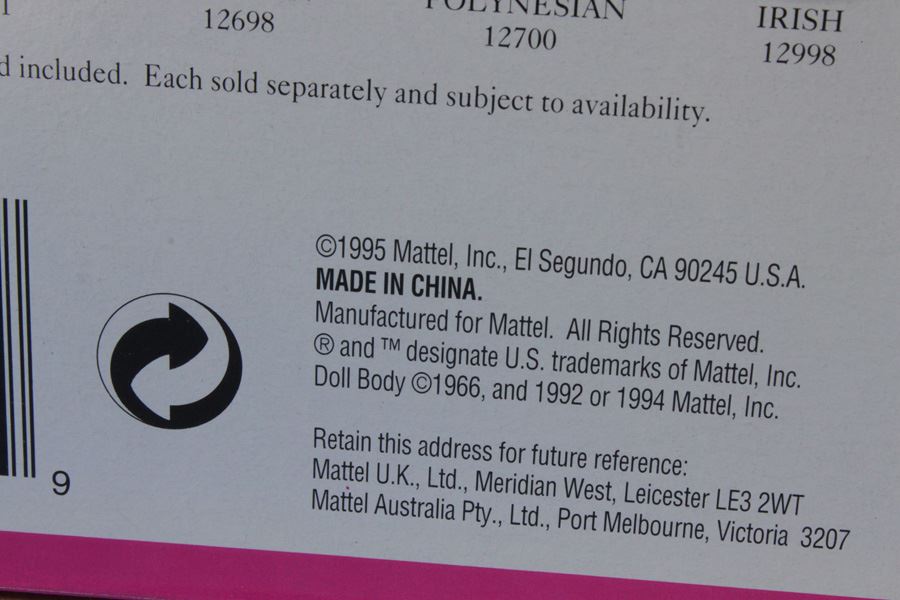 12698
POLYNESIAN
12700
IRISH
12998
d included. Each sold separately and subject to availability.
©1995 Mattel, Inc., El Segundo, CA 90245 U.S.A.
MADE IN CHINA.
Manufactured for Mattel. All Rights Reserved.
® and ™ designate U.S. trademarks of Mattel, Inc.
Doll Body ©1966, and 1992 or 1994 Mattel, Inc.
Retain this address for future reference:
Mattel U.K., Ltd., Meridian West, Leicester LE3 2WT
Mattel Australia Pty., Ltd., Port Melbourne, Victoria 3207
9